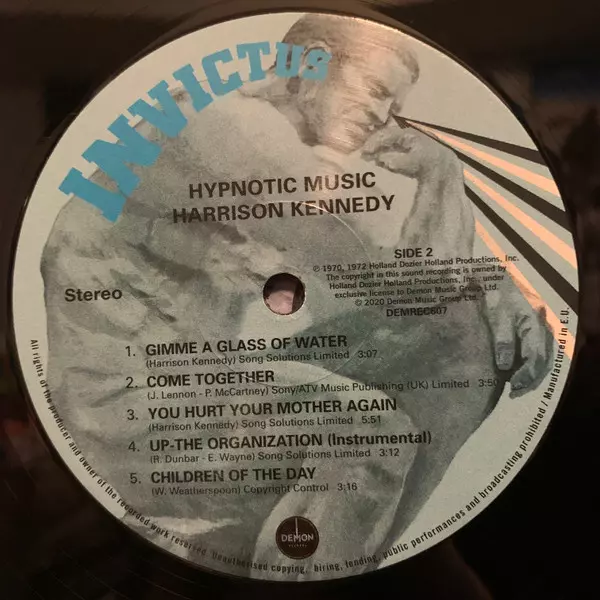 INVICTUS
HYPNOTIC MUSIC
HARRISON KENNEDY
SIDE 2
℗ 1970, 1972 Holland Dozier Holland Productions, Inc.
The copyright in this sound recording is owned by
Holland Dozier Holland Productions, Inc., under
exclusive license to Demon Music Group Ltd.
© 2020 Demon Music Group Ltd.
DEMREC607
Stereo
1. GIMME A GLASS OF WATER
(Harrison Kennedy) Song Solutions Limited 3:07
2. COME TOGETHER
(J. Lennon - P. McCartney) Sony/ATV Music Publishing (UK) Limited 3:50
3. YOU HURT YOUR MOTHER AGAIN
(Harrison Kennedy) Song Solutions Limited 5:51
4. UP-THE ORGANIZATION (Instrumental)
(R. Dunbar - E. Wayne) Song Solutions Limited 3:12
5. CHILDREN OF THE DAY
(W. Weatherspoon) Copyright Control 3:16
DEMON
RECORDS
All rights of the producer and owner of the recorded work reserved. Unauthorised copying, hiring, lending, public performances and broadcasting prohibited / Manufactured in E.U.